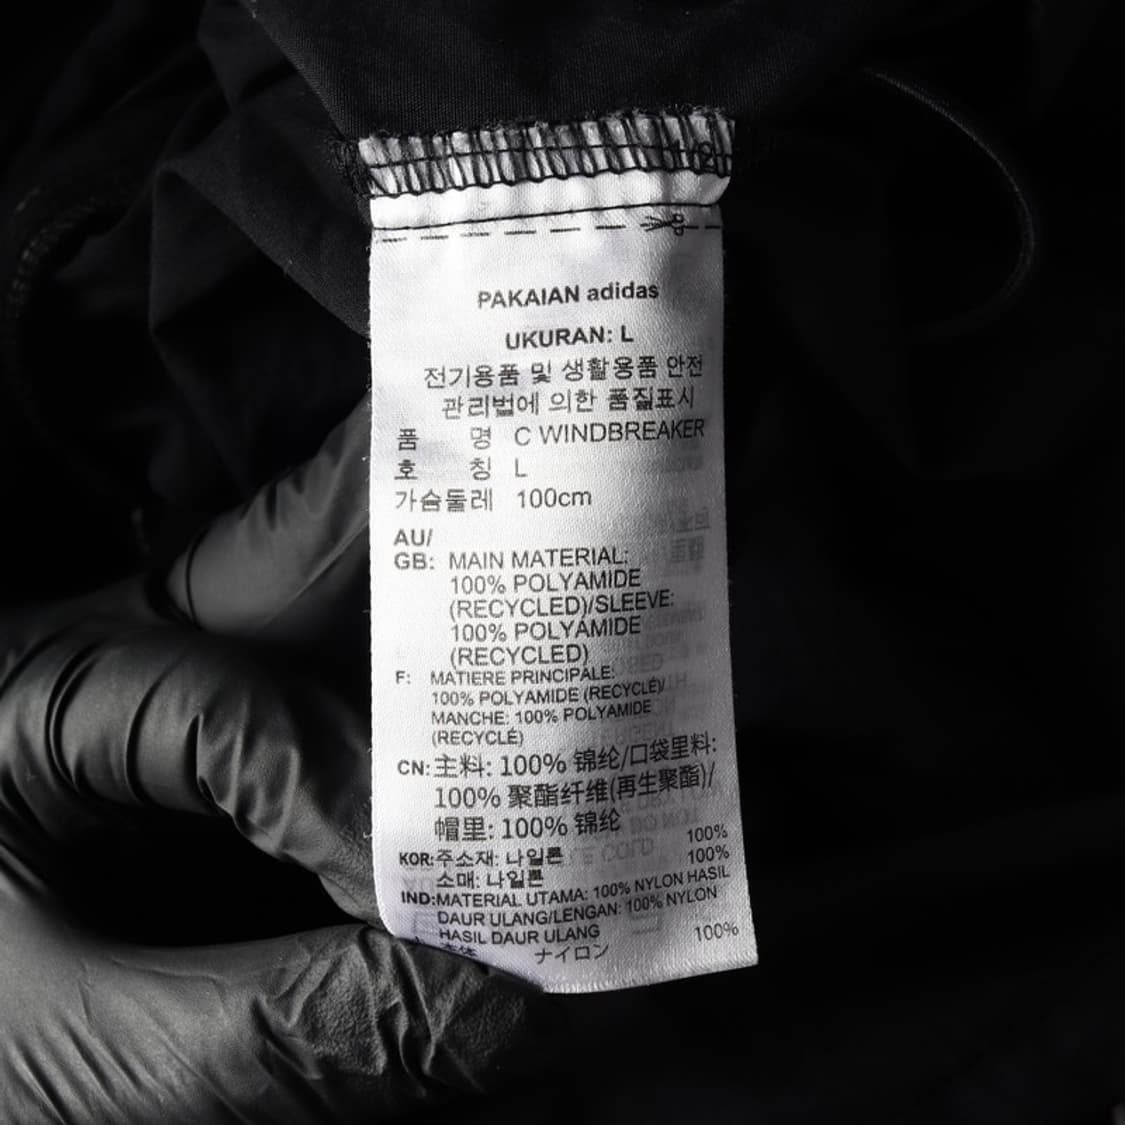 PAKAIAN adidas
UKURAN: L
전기용품 및 생활용품 안전
관리법에 의한 품질표시
품 명 C WINDBREAKER
호 칭 L
가슴둘레 100cm
AU/
GB: MAIN MATERIAL:
100% POLYAMIDE
(RECYCLED)/SLEEVE:
100% POLYAMIDE
(RECYCLED)
F: MATIERE PRINCIPALE:
100% POLYAMIDE (RECYCLÉ)/
MANCHE: 100% POLYAMIDE
(RECYCLÉ)
CN: 主料: 100% 锦纶/口袋里料:
100% 聚酯纤维(再生聚酯)/
帽里: 100% 锦纶
KOR: 주소재: 나일론 100%
소매: 나일론 100%
IND: MATERIAL UTAMA: 100% NYLON HASIL
DAUR ULANG/LENGAN: 100% NYLON
HASIL DAUR ULANG
ナイロン 100%